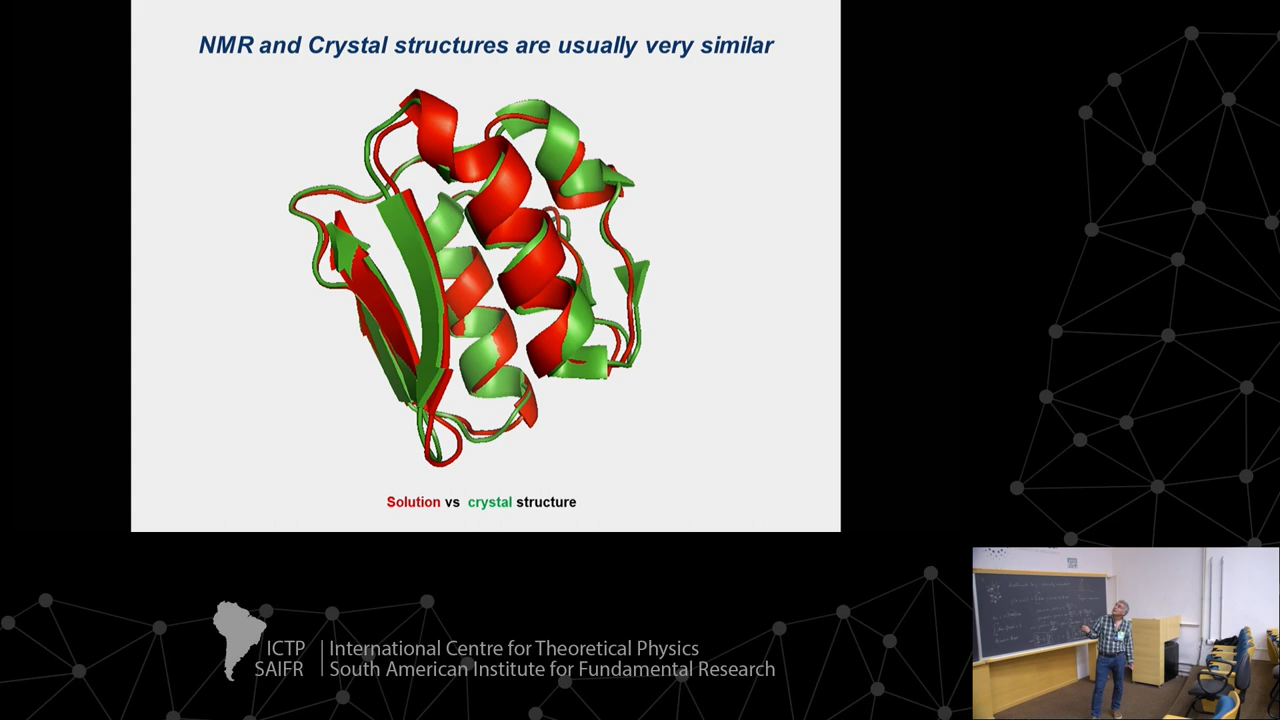 NMR and Crystal structures are usually very similar
Solution vs crystal structure
ICTP
SAIFR
International Centre for Theoretical Physics
South American Institute for Fundamental Research